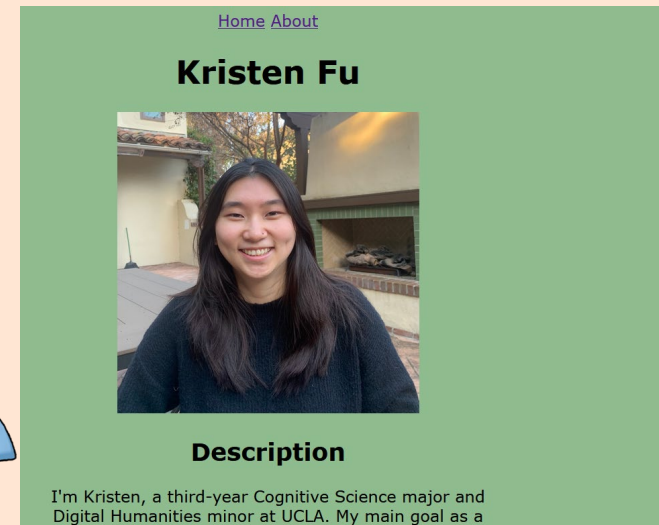 Home About
Kristen Fu
Description
I'm Kristen, a third-year Cognitive Science major and
Digital Humanities minor at UCLA. My main goal as a